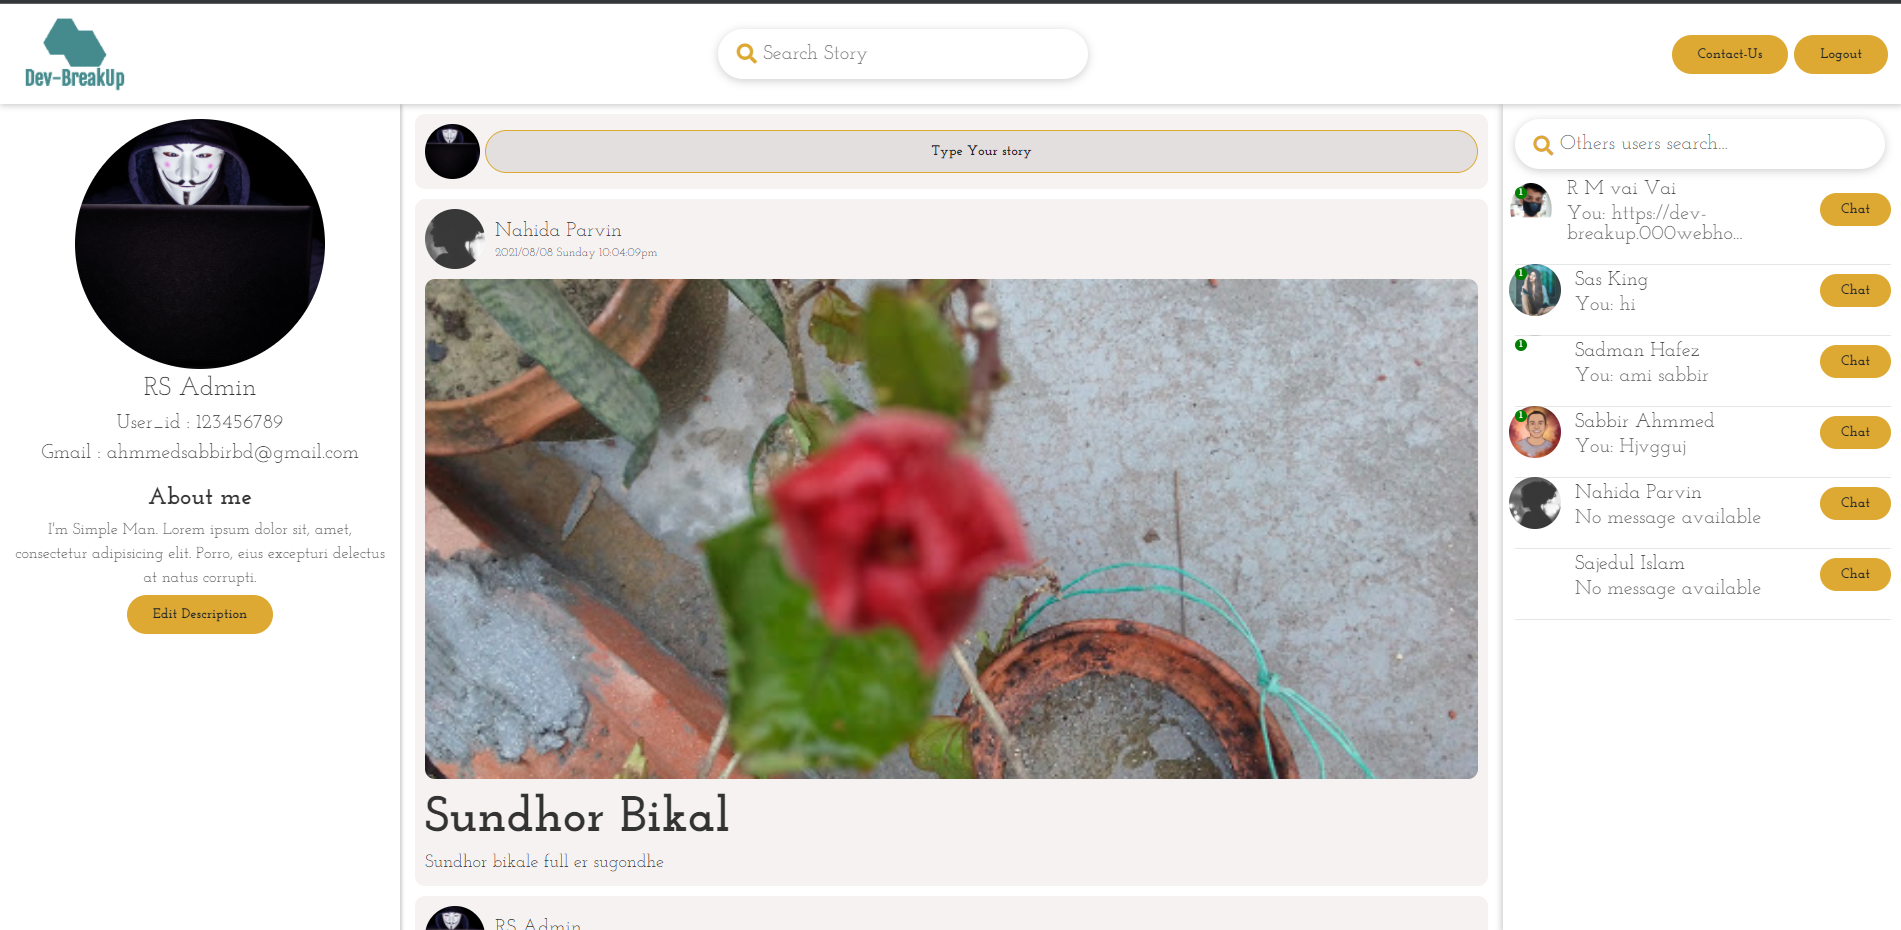 Dev-BreakUp
Search Story
Contact-Us
Logout
RS Admin
User_id : 123456789
Gmail : ahmmedsabbirbd@gmail.com
About me
I'm Simple Man. Lorem ipsum dolor sit, amet,
consectetur adipisicing elit. Porro, eius excepturi delectus
at natus corrupti.
Edit Description
Type Your story
Nahida Parvin
2021/08/08 Sunday 10:04:09pm
Sundhor Bikal
Sundhor bikale full er sugondhe
RS Admin
Others users search...
1
R M vai Vai
You: https://dev-
breakup.000webho...
Chat
1
Sas King
You: hi
Chat
1
Sadman Hafez
You: ami sabbir
Chat
1
Sabbir Ahmmed
You: Hjvgguj
Chat
Nahida Parvin
No message available
Chat
Sajedul Islam
No message available
Chat